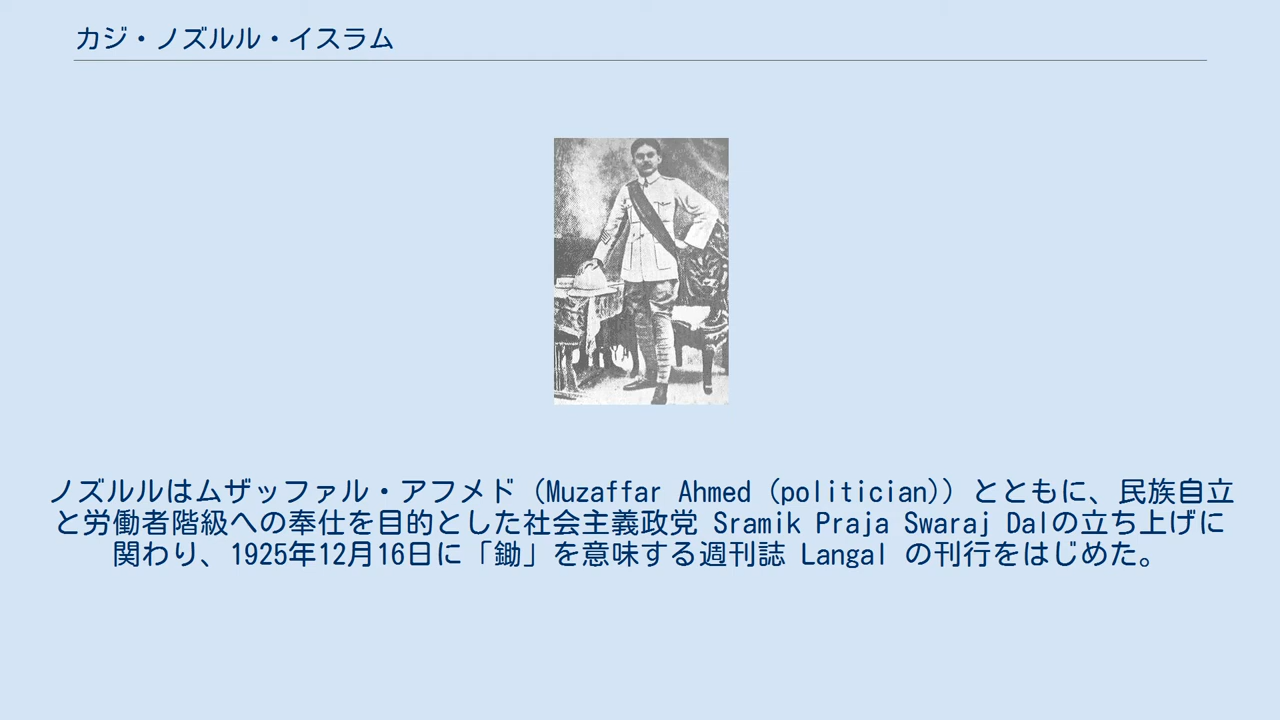 カジ・ノズルル・イスラム
ノズルルはムザッファル・アフメド（Muzaffar Ahmed (politician)）とともに、民族自立
と労働者階級への奉仕を目的とした社会主義政党 Sramik Praja Swaraj Dalの立ち上げに
関わり、1925年12月16日に「鋤」を意味する週刊誌 Langal の刊行をはじめた。